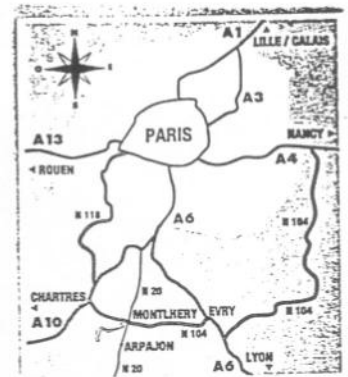 N
A1
LILLE / CALAIS
O
E
S
A3
PARIS
A13
NANCY
A4
ROUEN
N 118
A6
N 104
N 20
CHARTRES
MONTLHERY
EVRY
N 104
A10
N 104
ARPAJON
LYON
N 20
A6